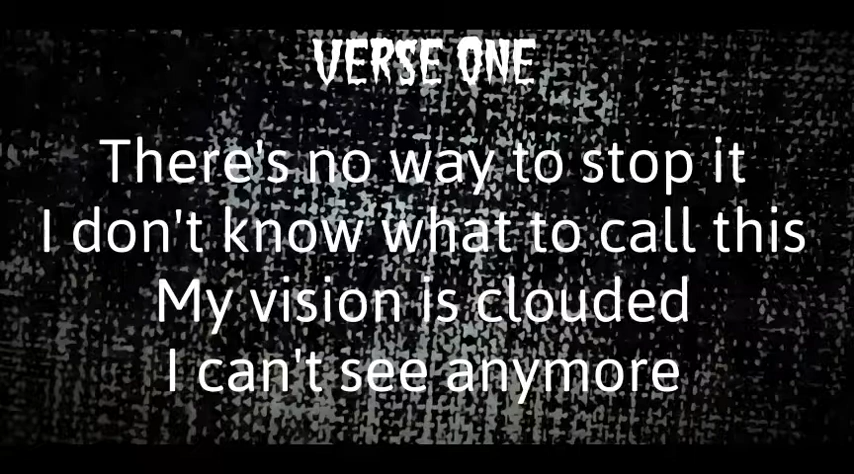 VERSE ONE
There's no way to stop it
I don't know what to call this
My vision is clouded
I can't see anymore